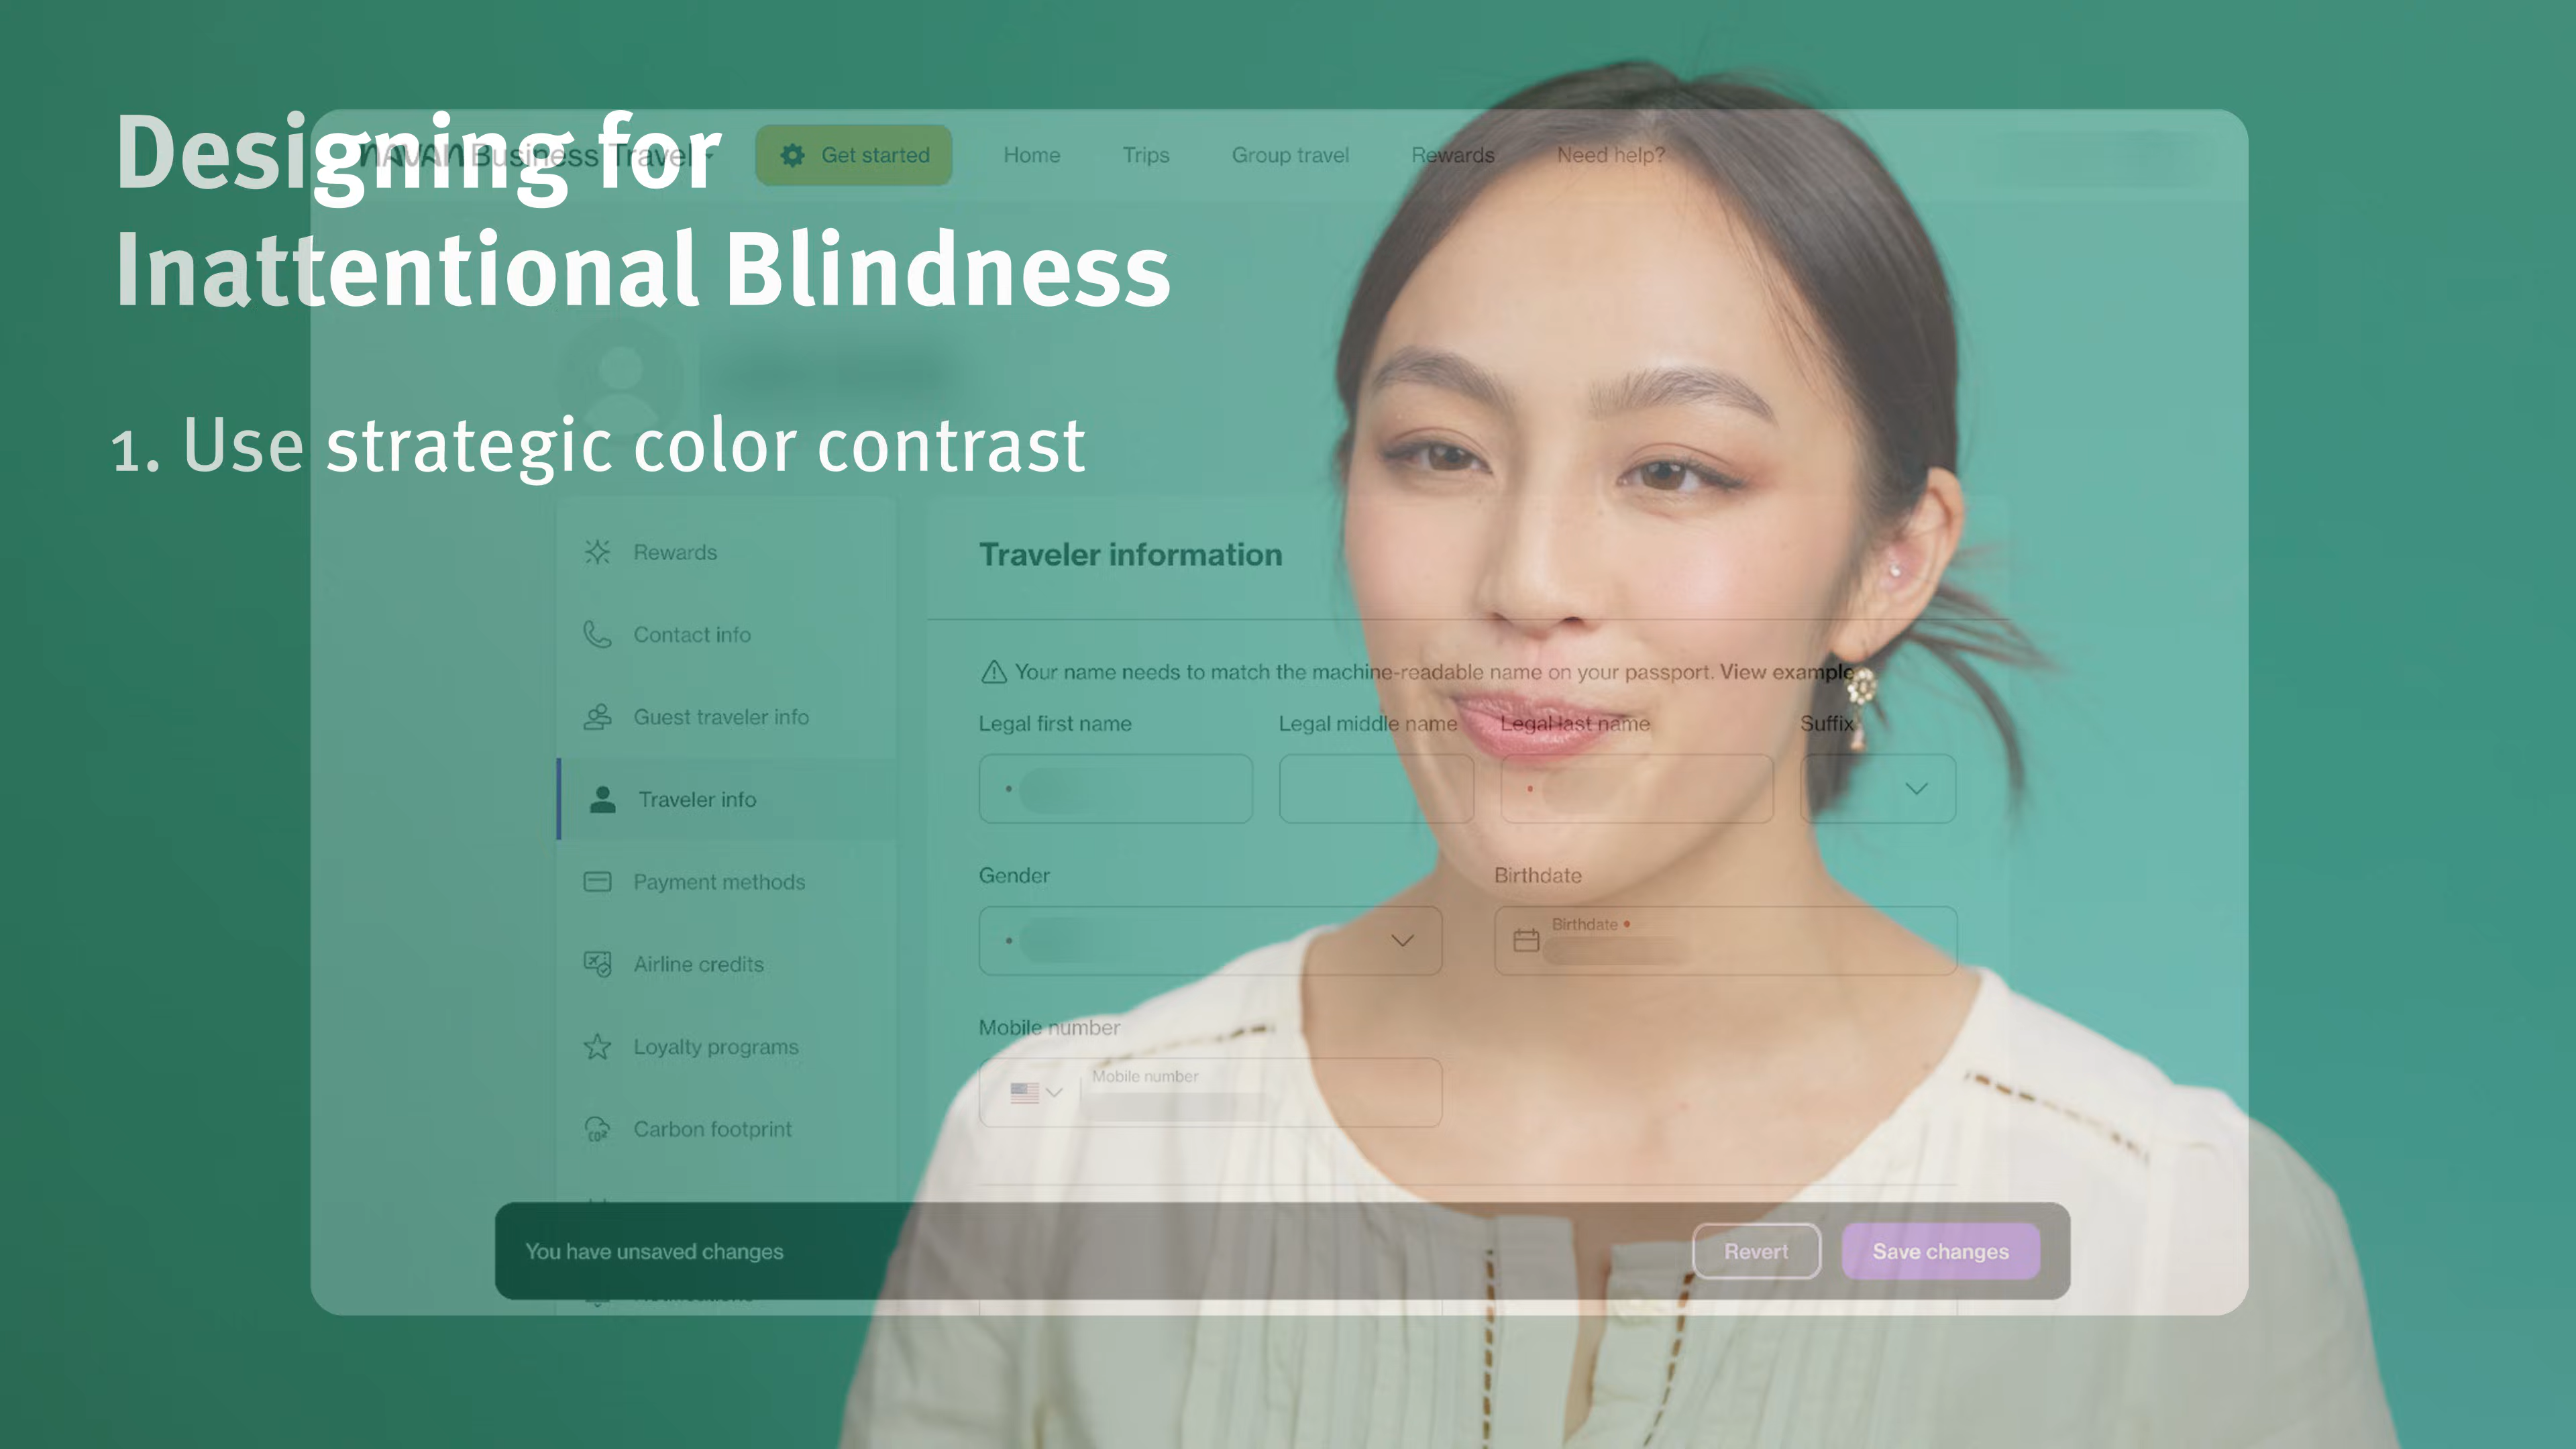 Designing for
Inattentional Blindness
1. Use strategic color contrast
NAVAN Business Travel
Get started
Home
Trips
Group travel
Rewards
Need help?
Rewards
Contact info
Guest traveler info
Traveler info
Payment methods
Airline credits
Loyalty programs
Carbon footprint
Notifications
Traveler information
Your name needs to match the machine-readable name on your passport. View example
Legal first name
Legal middle name
Legal last name
Suffix
Gender
Birthdate
Birthdate
Mobile number
Mobile number
You have unsaved changes
Revert
Save changes